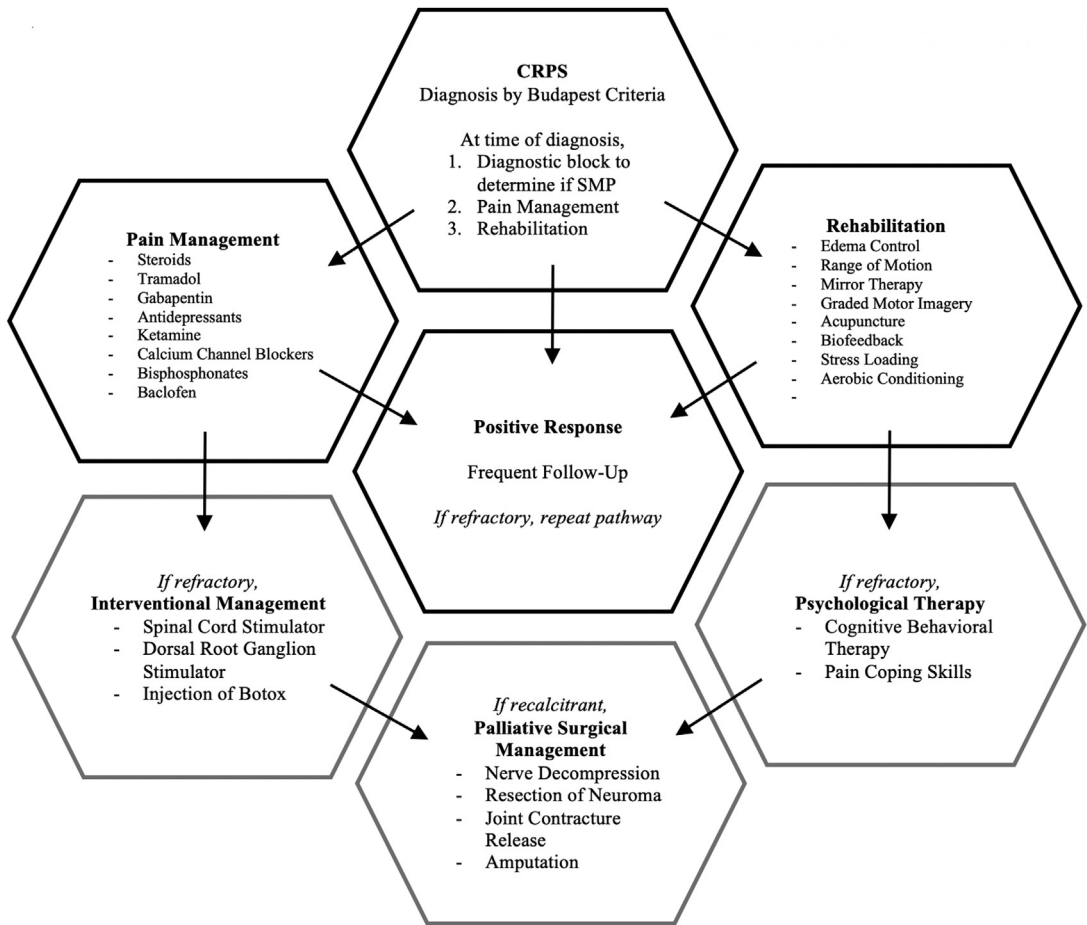 CRPS
Diagnosis by Budapest Criteria
At time of diagnosis,
1. Diagnostic block to
determine if SMP
2. Pain Management
3. Rehabilitation
Pain Management
- Steroids
- Tramadol
- Gabapentin
- Antidepressants
- Ketamine
- Calcium Channel Blockers
- Bisphosphonates
- Baclofen
Rehabilitation
- Edema Control
- Range of Motion
- Mirror Therapy
- Graded Motor Imagery
- Acupuncture
- Biofeedback
- Stress Loading
- Aerobic Conditioning
-
Positive Response
Frequent Follow-Up
If refractory, repeat pathway
If refractory,
Interventional Management
- Spinal Cord Stimulator
- Dorsal Root Ganglion
Stimulator
- Injection of Botox
If refractory,
Psychological Therapy
- Cognitive Behavioral
Therapy
- Pain Coping Skills
If recalcitrant,
Palliative Surgical
Management
- Nerve Decompression
- Resection of Neuroma
- Joint Contracture
Release
- Amputation